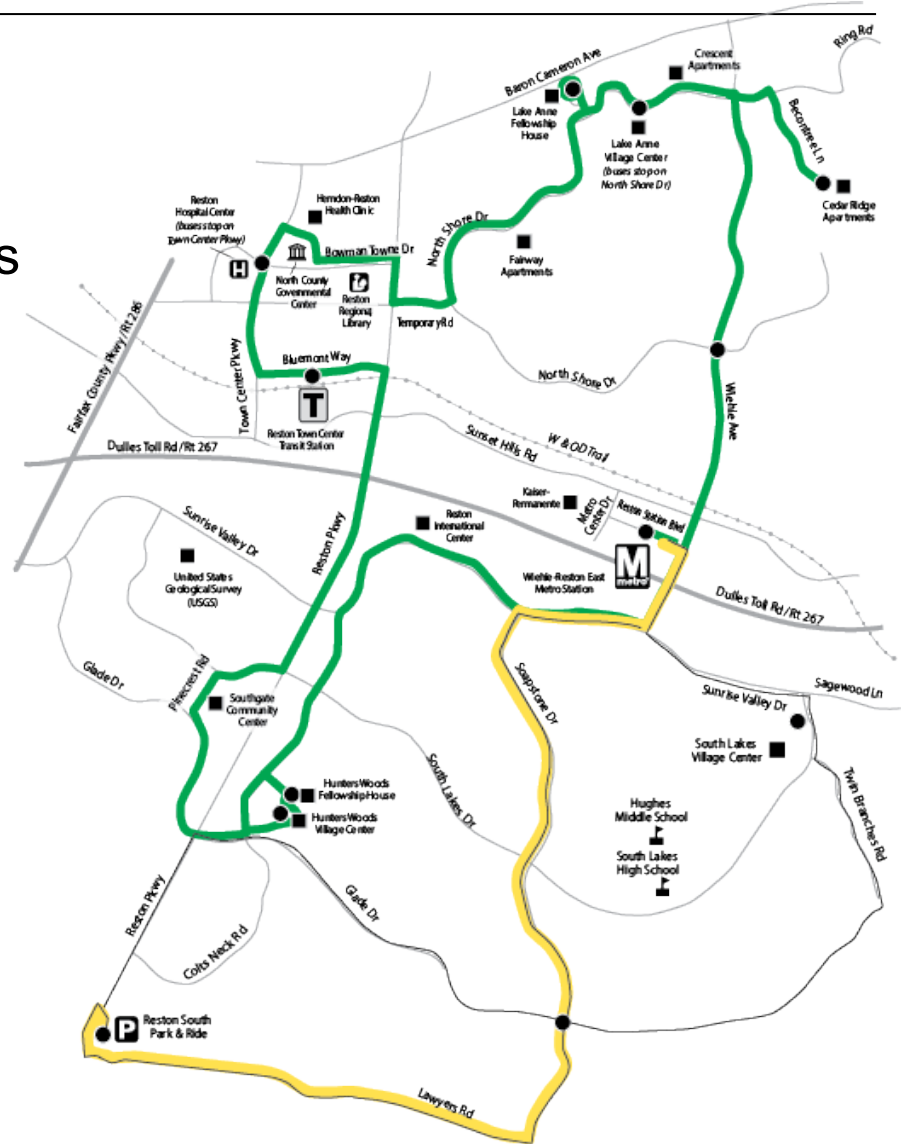 s
Ring Rd
Baron Cameron Ave
Crescent
Apartments
Lake Anne
Fellowship
House
Lake Anne
Village Center
(buses stop on
North Shore Dr)
Becontree Ln
Cedar Ridge
Apartments
Reston
Hospital Center
(buses stop on
Town Center Pkwy)
Herndon-Reston
Health Clinic
H
Bowman Towne Dr
North Shore Dr
Fairway
Apartments
North County
Governmental
Center
Reston
Regional
Library
Temporary Rd
Fairfax County Pkwy/Rt 286
Town Center Pkwy
Bluemont Way
T
Reston Town Center
Transit Station
North Shore Dr
Wiehle Ave
Dulles Toll Rd/Rt 267
Sunset Hills Rd
W & OD Trail
Kaiser-
Permanente
Metro
Center Dr
Reston Station Blvd
Reston
International
Center
Sunrise Valley Dr
Reston Pkwy
M
metro
Wiehle-Reston East
Metro Station
Dulles Toll Rd/Rt 267
United States
Geological Survey
(USGS)
Glade Dr
Pinecrest Rd
Southgate
Community
Center
Soapstone Dr
Sagewood Ln
Sunrise Valley Dr
South Lakes
Village Center
South Lakes Dr
Twin Branches Rd
Hunters Woods
Fellowship House
Hunters Woods
Village Center
Hughes
Middle School
South Lakes
High School
Reston Pkwy
Glade Dr
Colts Neck Rd
P
Reston South
Park & Ride
Lawyers Rd